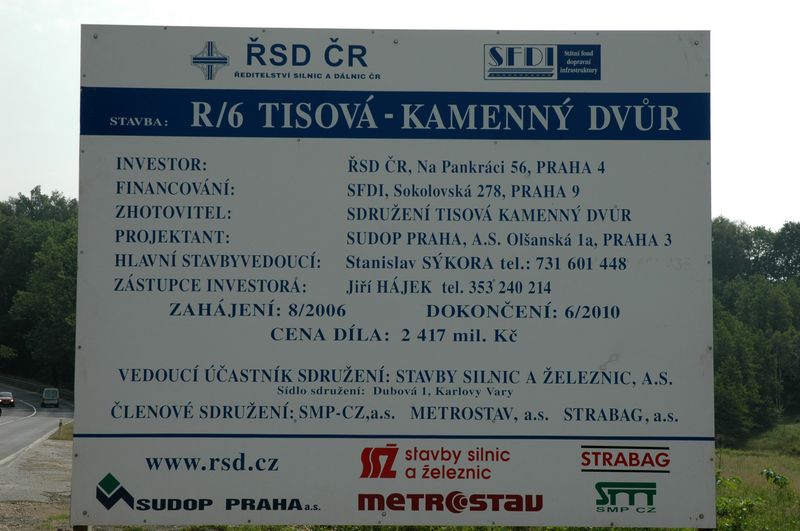 ŘSD ČR
ŘEDITELSTVÍ SILNIC A DÁLNIC ČR
SFDI
Státní fond
dopravní
infrastruktury
STAVBA: R/6 TISOVÁ - KAMENNÝ DVŮR
INVESTOR: ŘSD ČR, Na Pankráci 56, PRAHA 4
FINANCOVÁNÍ: SFDI, Sokolovská 278, PRAHA 9
ZHOTOVITEL: SDRUŽENÍ TISOVÁ KAMENNÝ DVŮR
PROJEKTANT: SUDOP PRAHA, A.S. Olšanská 1a, PRAHA 3
HLAVNÍ STAVBYVEDOUCÍ: Stanislav SÝKORA tel.: 731 601 448
ZÁSTUPCE INVESTORA: Jiří HÁJEK tel. 353 240 214
ZAHÁJENÍ: 8/2006 DOKONČENÍ: 6/2010
CENA DÍLA: 2 417 mil. Kč
VEDOUCÍ ÚČASTNÍK SDRUŽENÍ: STAVBY SILNIC A ŽELEZNIC, A.S.
Sídlo sdružení: Dubová 1, Karlovy Vary
ČLENOVÉ SDRUŽENÍ: SMP-CZ,a.s. METROSTAV, a.s. STRABAG, a.s.
www.rsd.cz
SSŽ stavby silnic
a železnic
STRABAG
SUDOP PRAHA a.s.
METROSTAV
SMP CZ